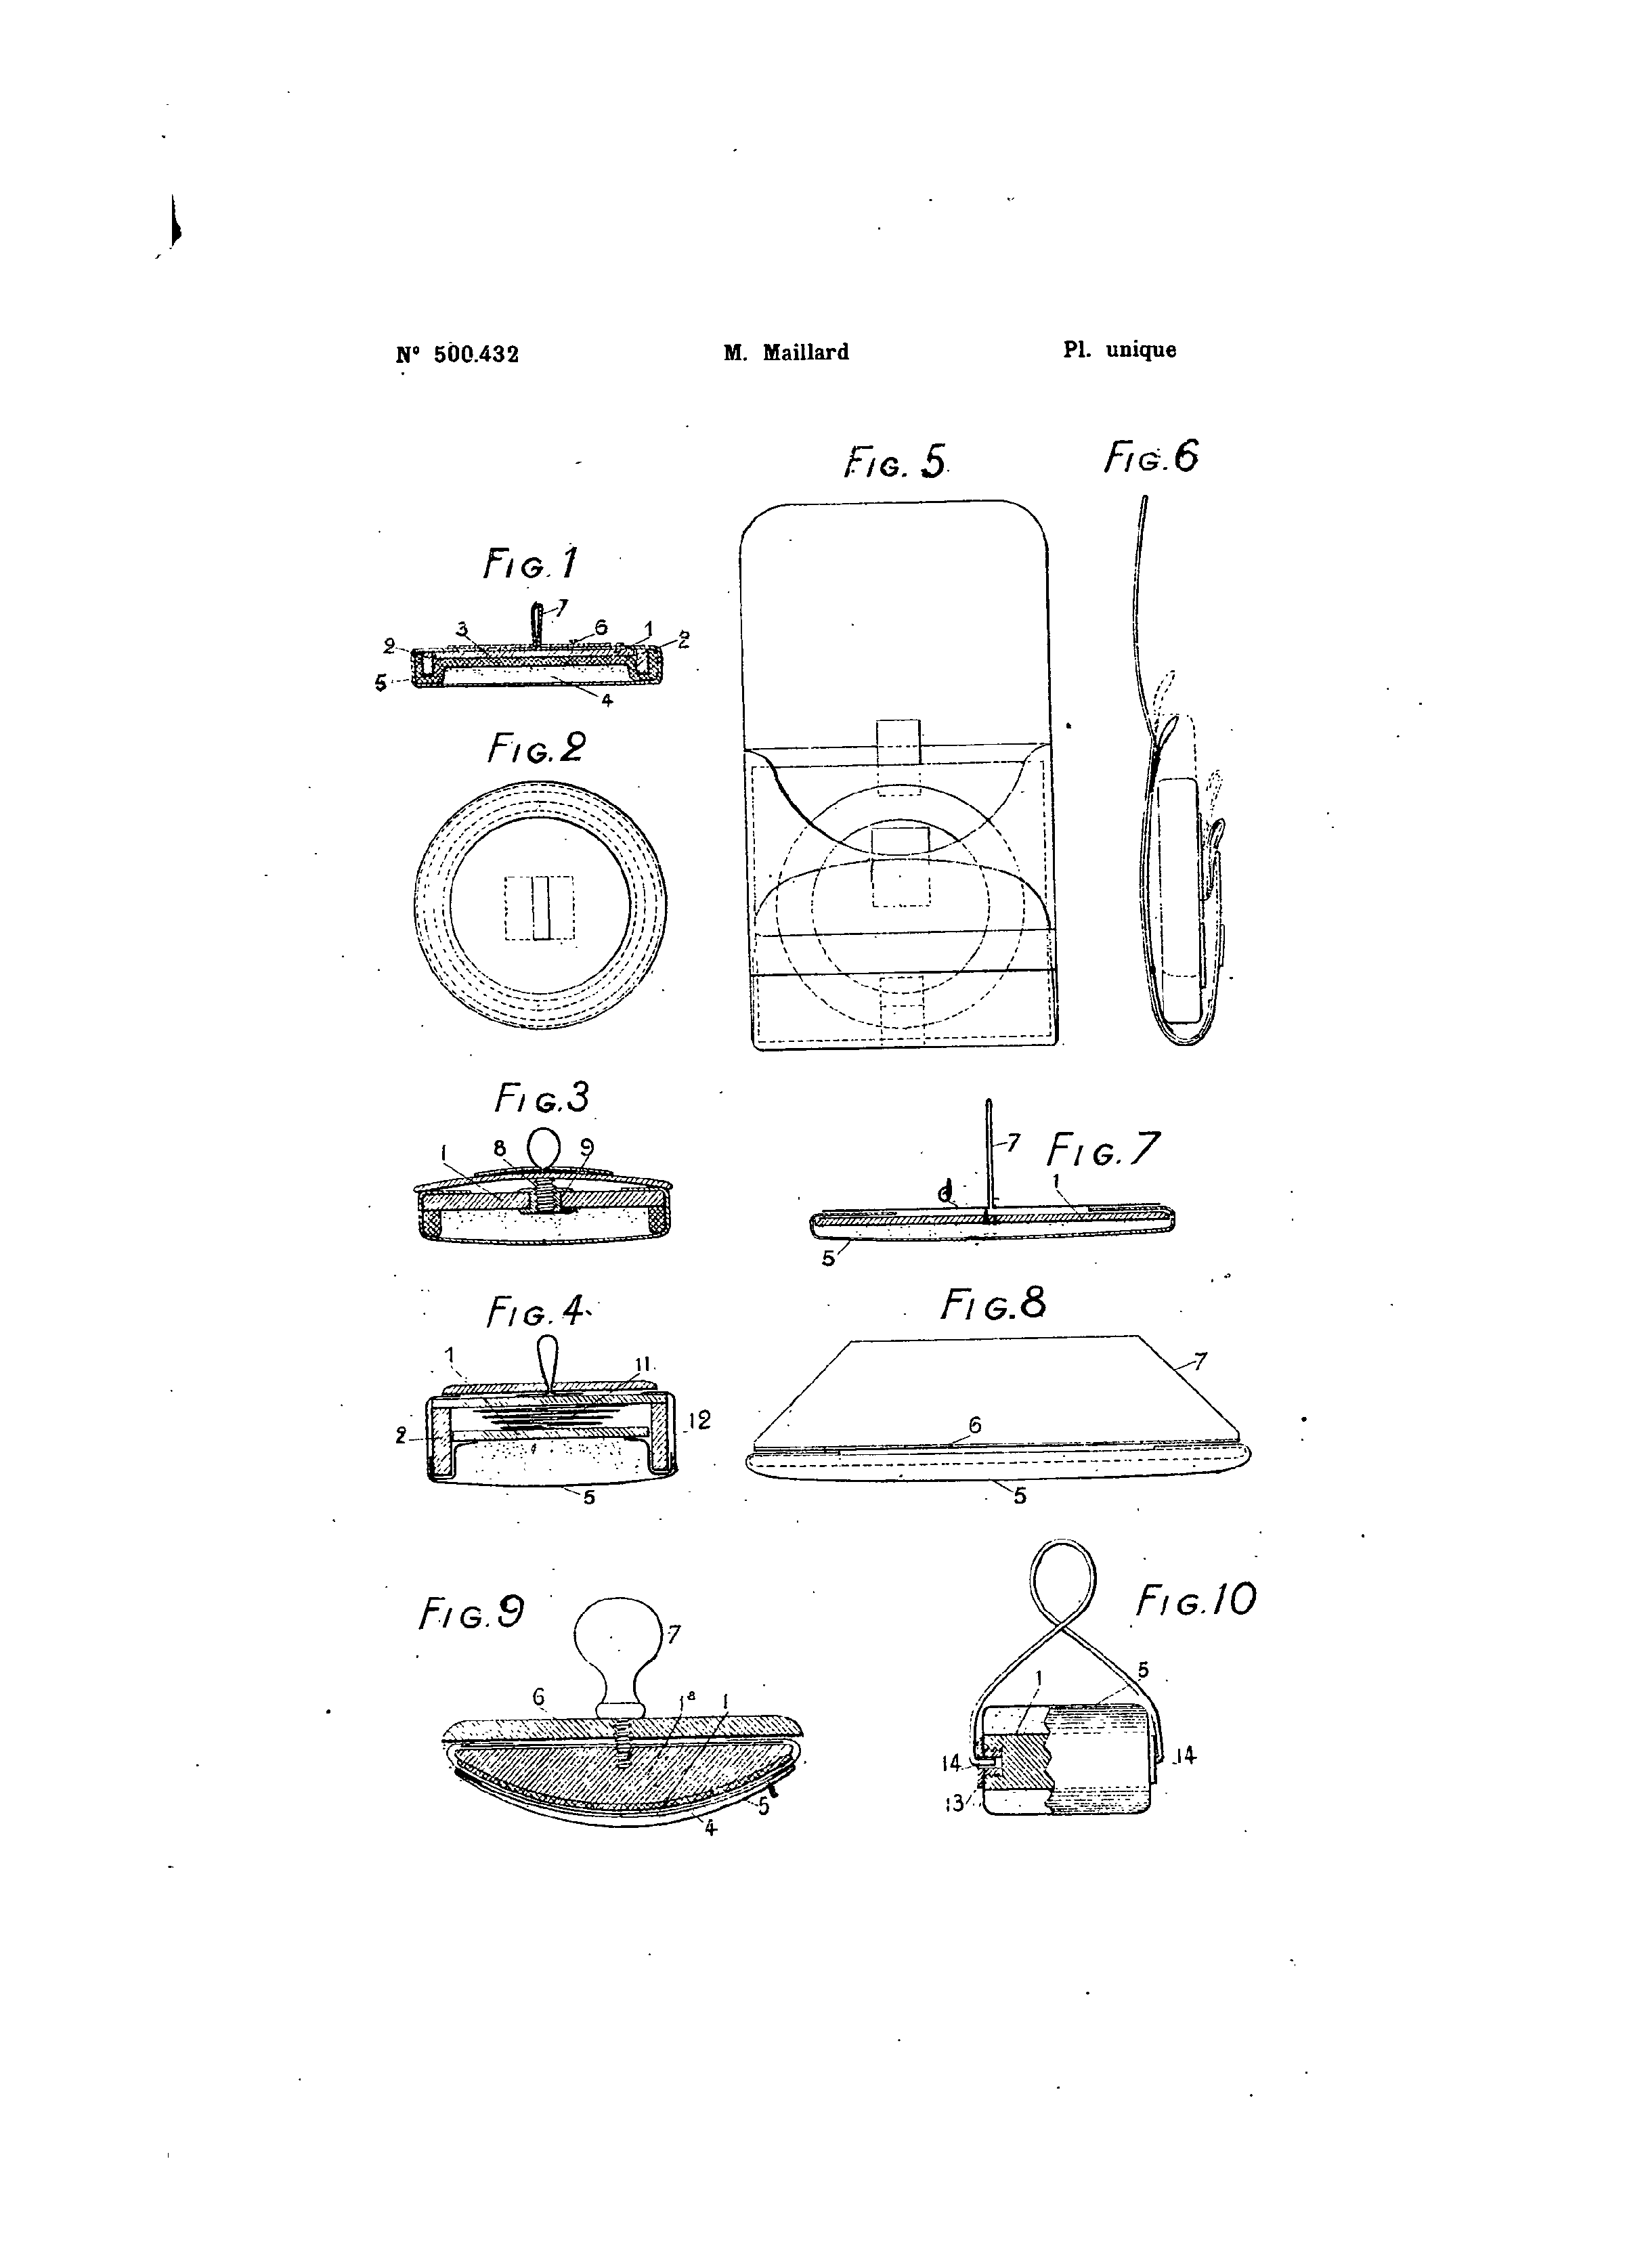 N° 500.432 M. Maillard Pl. unique
FIG. 5
FIG. 6
FIG. 1
7
3 6 1
2 2
5
4
FIG. 2
FIG. 3
1 8 9
7
FIG. 7
d 1
5
FIG. 4
1 11
2 12
5
FIG. 8
7
6
5
FIG. 9
7
6 1ª 1
5
4
FIG. 10
1 5
14 14
13